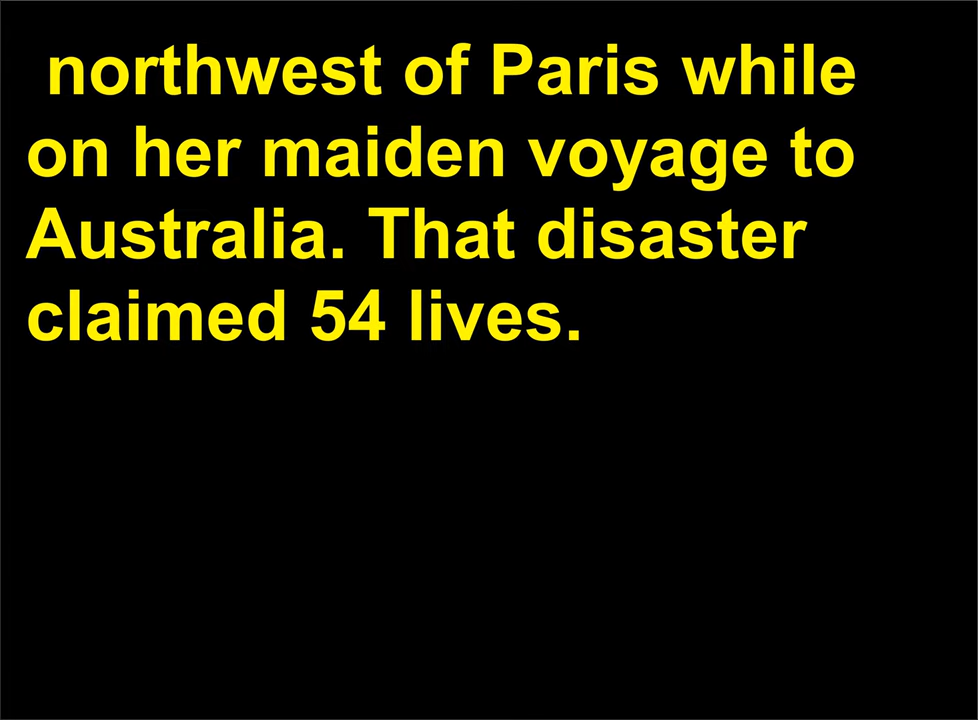 northwest of Paris while
on her maiden voyage to
Australia. That disaster
claimed 54 lives.